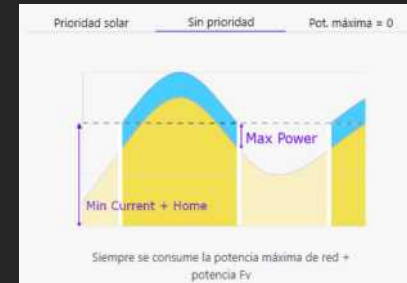 Prioridad solar
Sin prioridad
Pot. máxima = 0
Max Power
Min Current + Home
Siempre se consume la potencia máxima de red +
potencia Fv